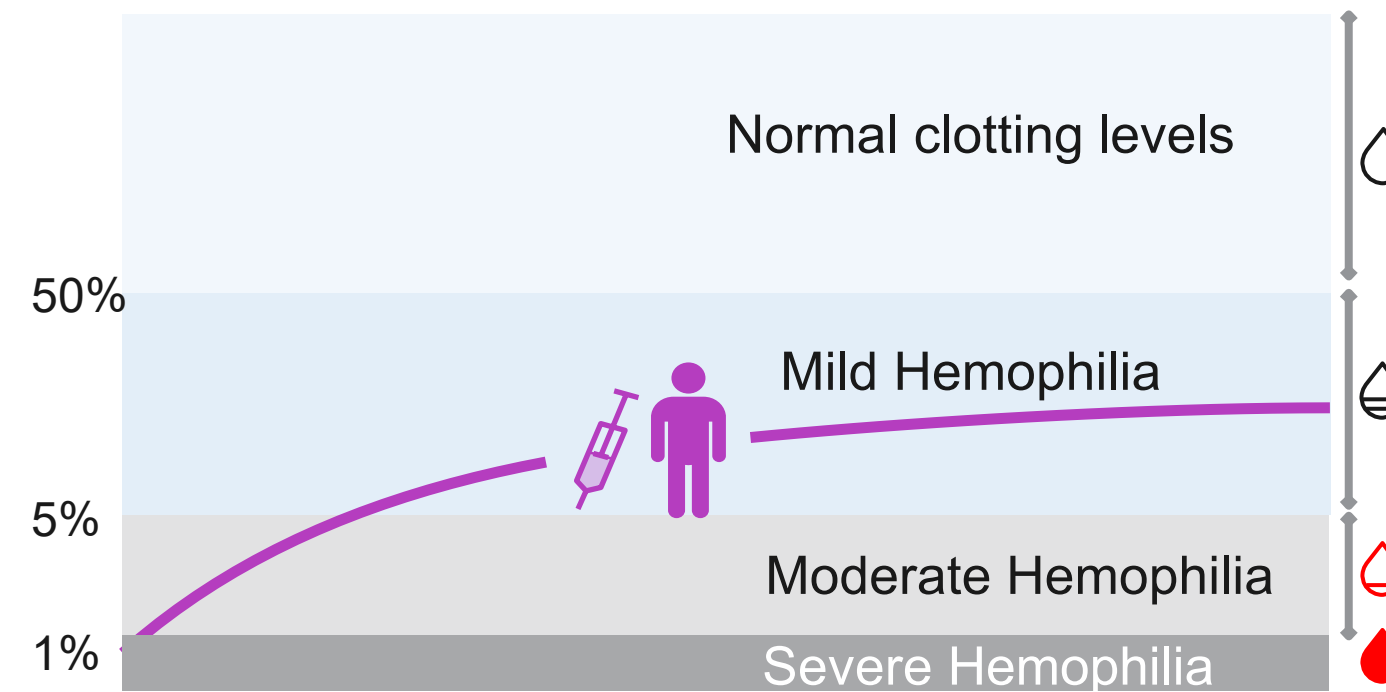 Normal clotting levels
50%
Mild Hemophilia
5%
Moderate Hemophilia
1%
Severe Hemophilia